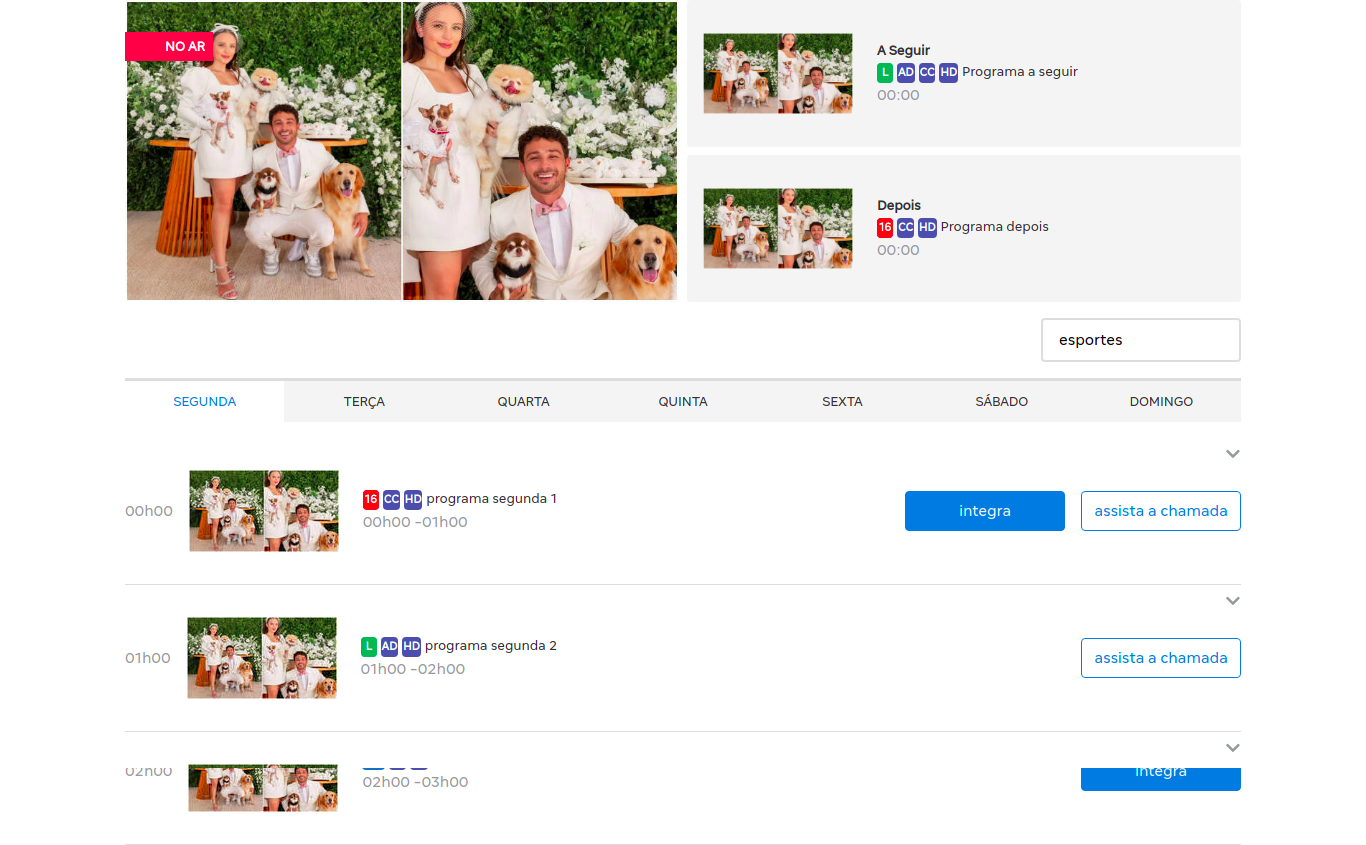 NO AR
A Seguir
L AD CC HD Programa a seguir
00:00
Depois
16 CC HD Programa depois
00:00
esportes
SEGUNDA TERÇA QUARTA QUINTA SEXTA SÁBADO DOMINGO
00h00
16 CC HD programa segunda 1
00h00 -01h00
integra
assista a chamada
01h00
L AD HD programa segunda 2
01h00 -02h00
assista a chamada
02h00
02h00 -03h00
integra